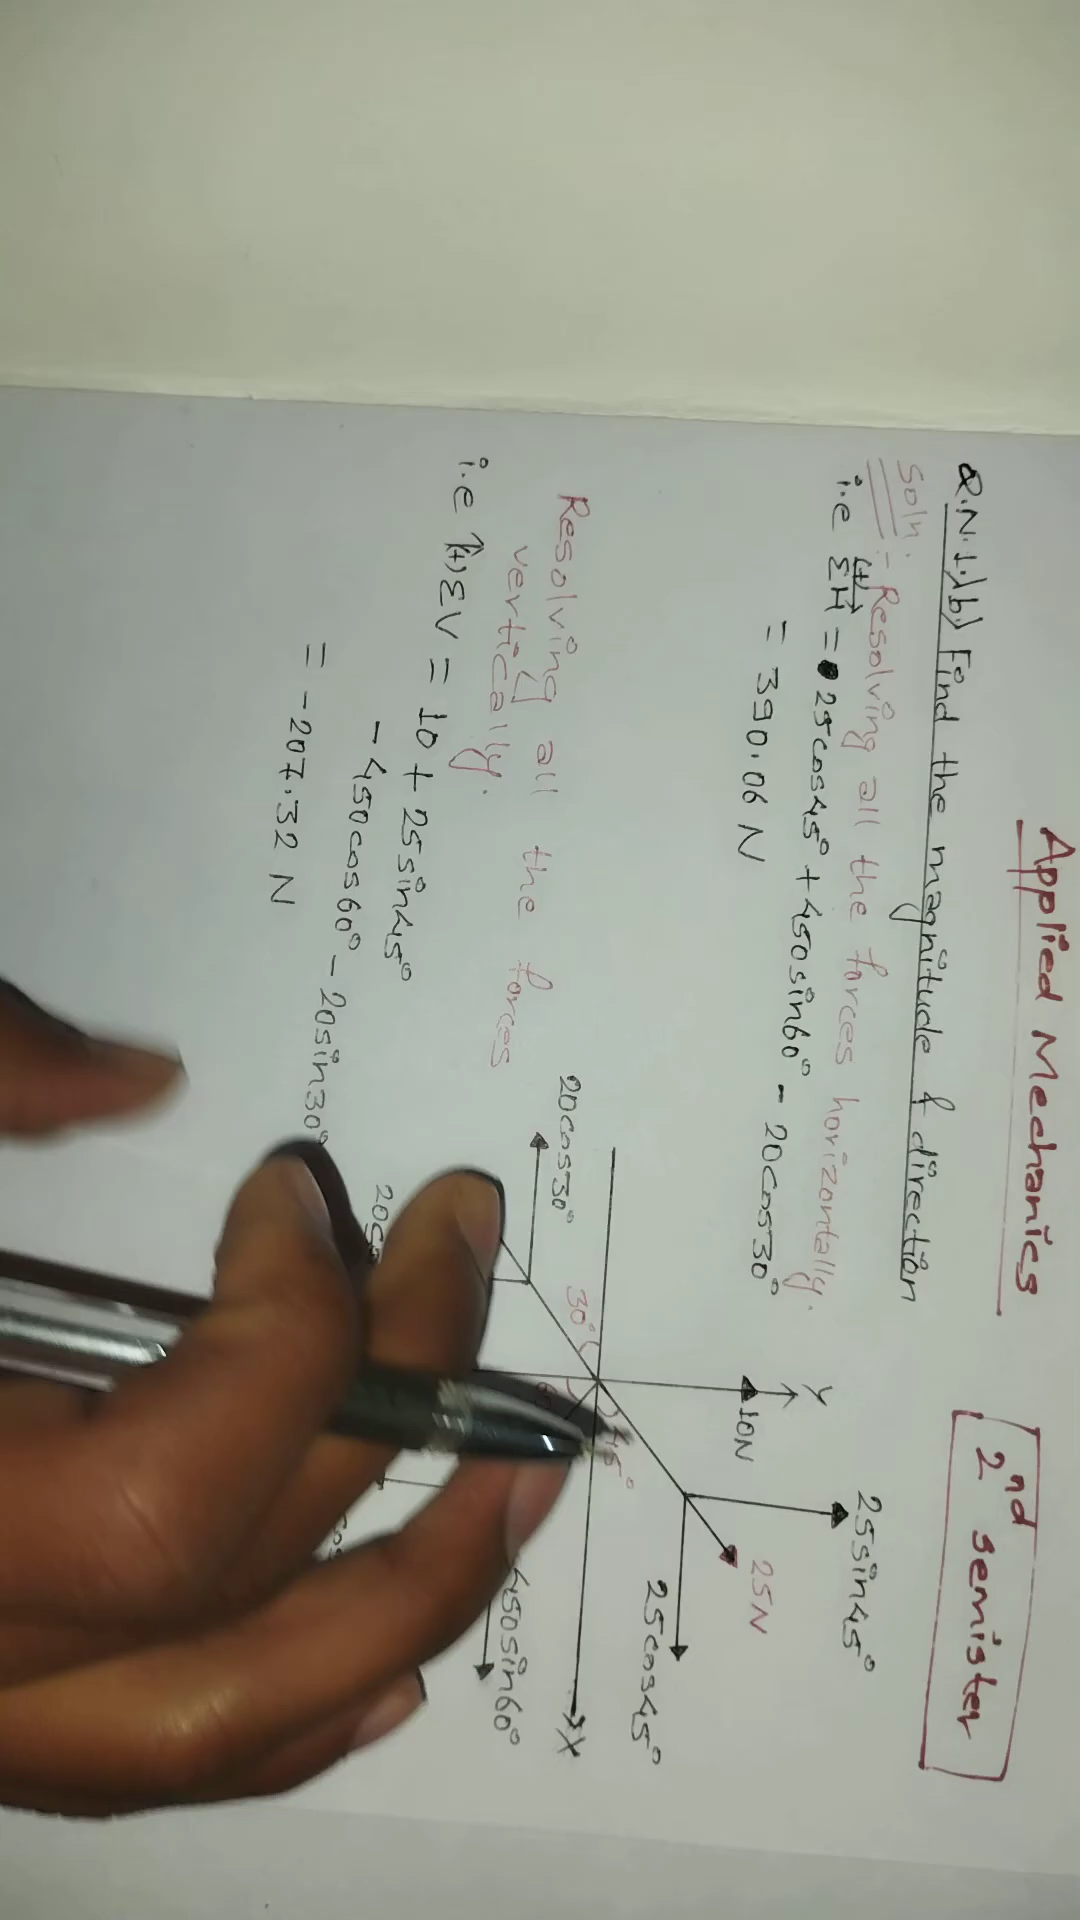 Applied Mechanics
2nd semister
Q.N.1.)b.) Find the magnitude & direction
Soln:- Resolving all the forces horizontally.
i.e (+) ΣH = 25cos45° + 450sin60° - 20cos30°
= 390.06 N
Resolving all the forces
vertically.
i.e ↑(+) ΣV = 10 + 25sin45°
- 450cos60° - 20sin30°
= -207.32 N
Y
10N
25sin45°
25N
25cos45°
45°
X
30°
20cos30°
450sin60°